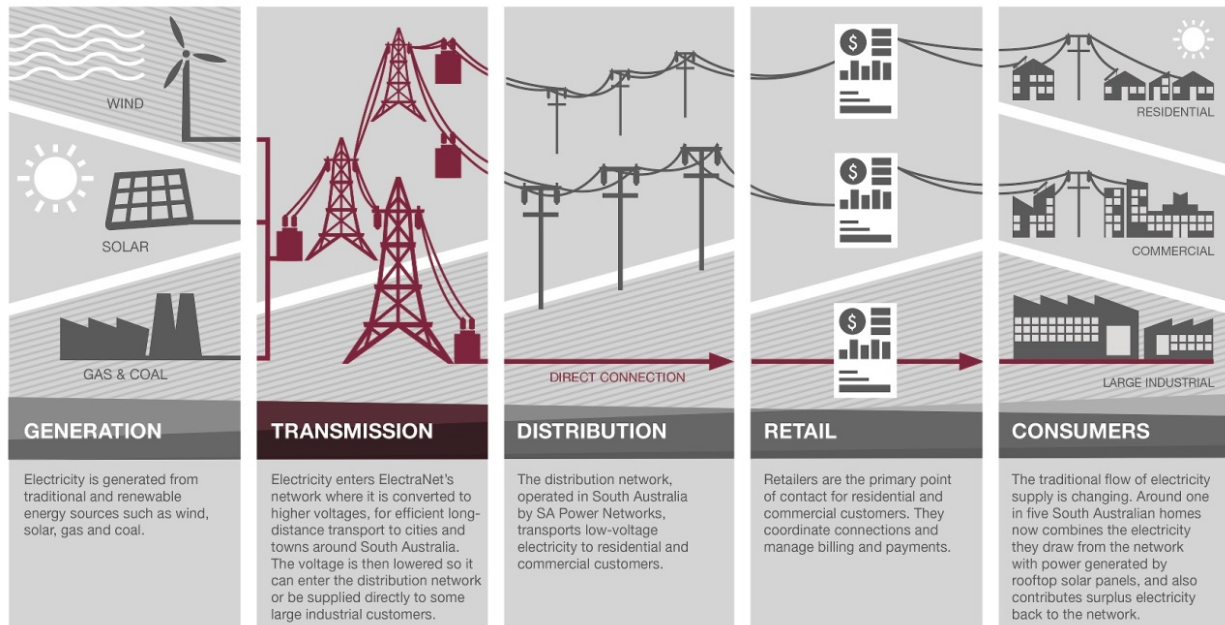 WIND
SOLAR
GAS & COAL
DIRECT CONNECTION
$
$
$
RESIDENTIAL
COMMERCIAL
LARGE INDUSTRIAL
GENERATION
Electricity is generated from
traditional and renewable
energy sources such as wind,
solar, gas and coal.
TRANSMISSION
Electricity enters ElectraNet's
network where it is converted to
higher voltages, for efficient long-
distance transport to cities and
towns around South Australia.
The voltage is then lowered so it
can enter the distribution network
or be supplied directly to some
large industrial customers.
DISTRIBUTION
The distribution network,
operated in South Australia
by SA Power Networks,
transports low-voltage
electricity to residential and
commercial customers.
RETAIL
Retailers are the primary point
of contact for residential and
commercial customers. They
coordinate connections and
manage billing and payments.
CONSUMERS
The traditional flow of electricity
supply is changing. Around one
in five South Australian homes
now combines the electricity
they draw from the network
with power generated by
rooftop solar panels, and also
contributes surplus electricity
back to the network.